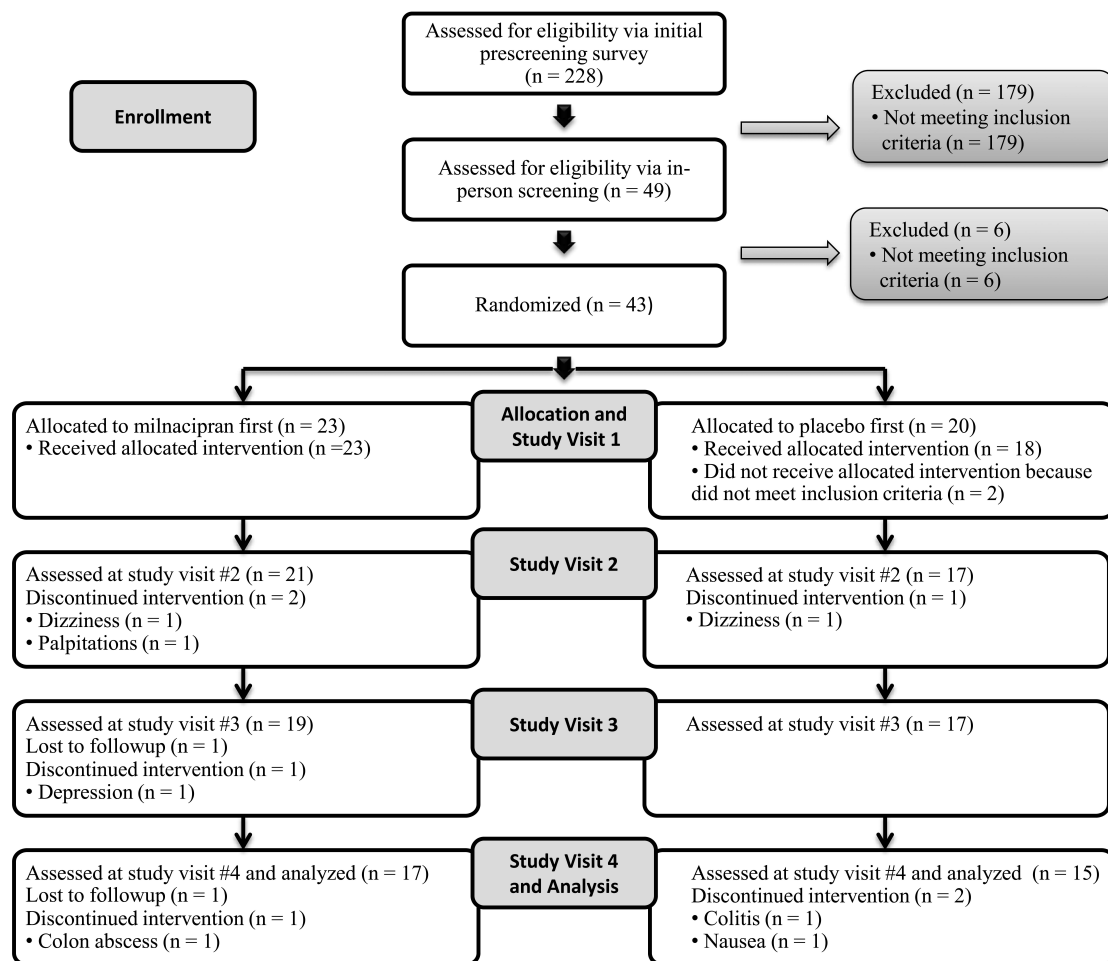 Assessed for eligibility via initial
prescreening survey
(n = 228)
Enrollment
Excluded (n = 179)
• Not meeting inclusion
criteria (n = 179)
Assessed for eligibility via in-
person screening (n = 49)
Excluded (n = 6)
• Not meeting inclusion
criteria (n = 6)
Randomized (n = 43)
Allocation and
Study Visit 1
Allocated to milnacipran first (n = 23)
• Received allocated intervention (n =23)
Allocated to placebo first (n = 20)
• Received allocated intervention (n = 18)
• Did not receive allocated intervention because
did not meet inclusion criteria (n = 2)
Study Visit 2
Assessed at study visit #2 (n = 21)
Discontinued intervention (n = 2)
• Dizziness (n = 1)
• Palpitations (n = 1)
Assessed at study visit #2 (n = 17)
Discontinued intervention (n = 1)
• Dizziness (n = 1)
Study Visit 3
Assessed at study visit #3 (n = 19)
Lost to followup (n = 1)
Discontinued intervention (n = 1)
• Depression (n = 1)
Assessed at study visit #3 (n = 17)
Study Visit 4
and Analysis
Assessed at study visit #4 and analyzed (n = 17)
Lost to followup (n = 1)
Discontinued intervention (n = 1)
• Colon abscess (n = 1)
Assessed at study visit #4 and analyzed (n = 15)
Discontinued intervention (n = 2)
• Colitis (n = 1)
• Nausea (n = 1)